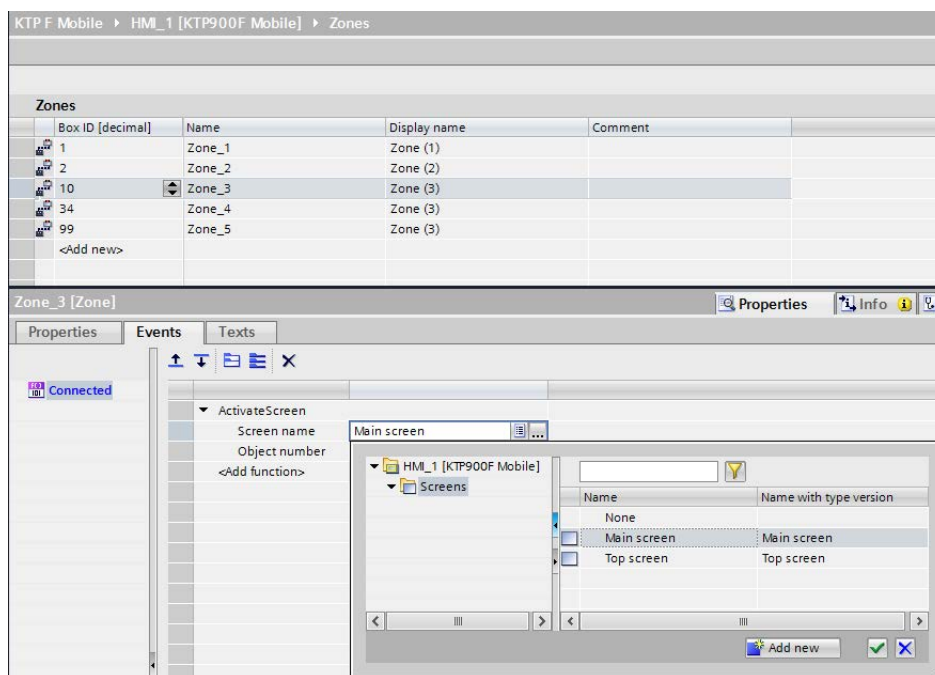 KTP F Mobile ▸ HMI_1 [KTP900F Mobile] ▸ Zones
Zones
Box ID [decimal] Name Display name Comment
1 Zone_1 Zone (1)
2 Zone_2 Zone (2)
10 Zone_3 Zone (3)
34 Zone_4 Zone (3)
99 Zone_5 Zone (3)
<Add new>
Zone_3 [Zone] Properties Info
Properties Events Texts
Connected
ActivateScreen
Screen name Main screen ...
Object number
<Add function>
HMI_1 [KTP900F Mobile]
Screens
Name Name with type version
None
Main screen Main screen
Top screen Top screen
Add new